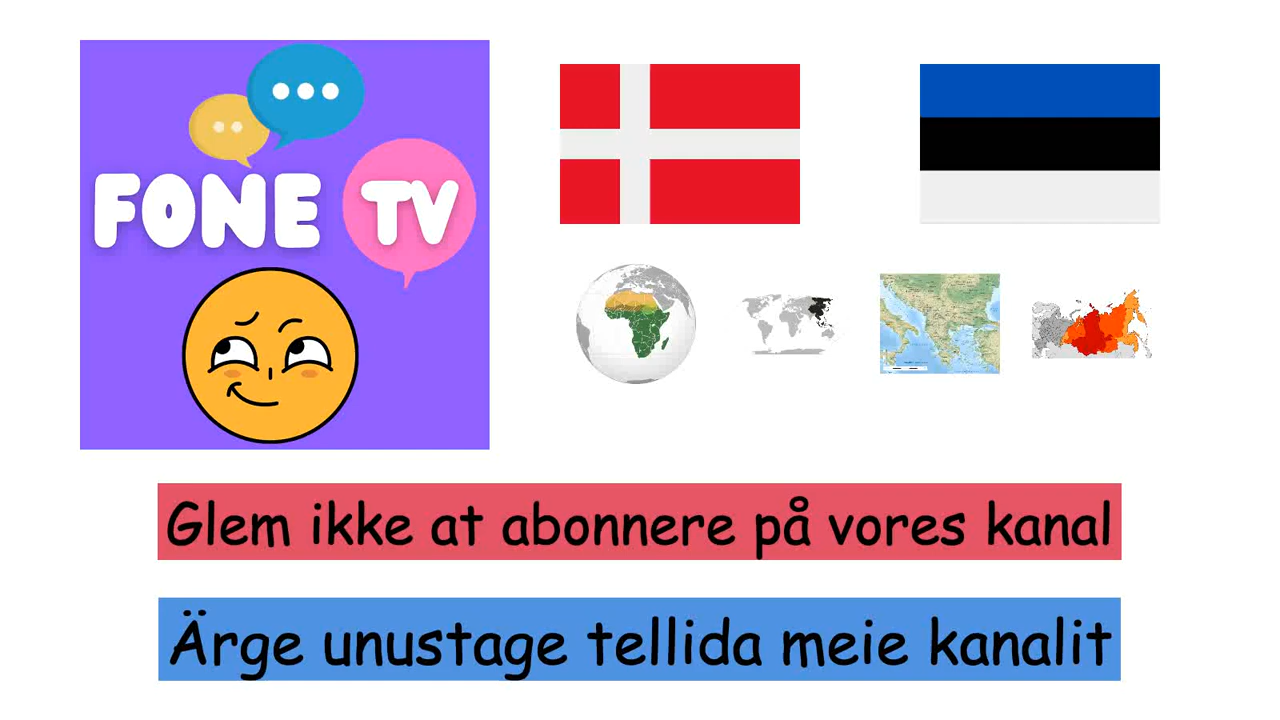 FONE TV
Glem ikke at abonnere på vores kanal
Ärge unustage tellida meie kanalit